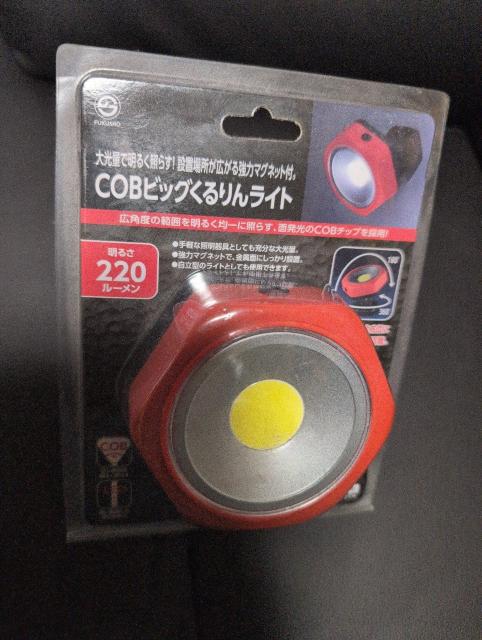 FUKUSHO
大光量で明るく照らす!設置場所が広がる強力マグネット付。
COBビッグくるりんライト
広角度の範囲を明るく均一に照らす、面発光のCOBチップを採用!
明るさ
220
ルーメン
●手軽な照明器具としても充分な大光量。
●強力マグネットで、金属面にしっかり設置。
●自立型のライトとしても使用できます。
180°
360°
COB